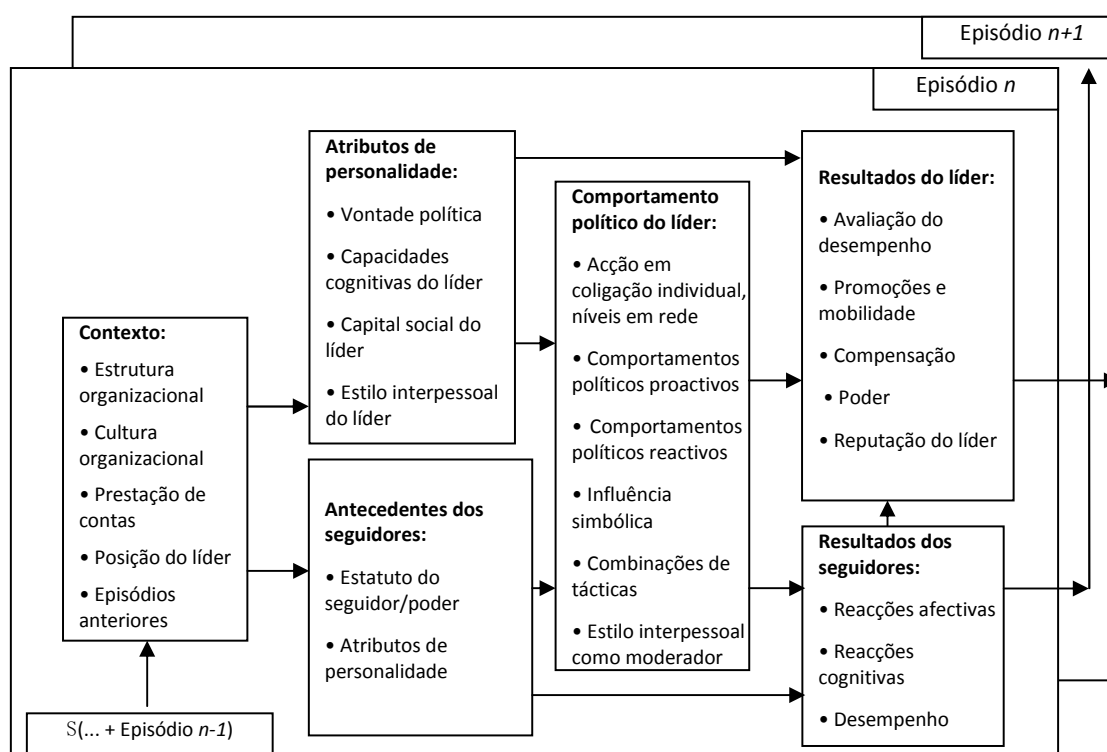 Episódio n+1
Episódio n
Contexto:
• Estrutura
organizacional
• Cultura
organizacional
• Prestação de
contas
• Posição do líder
• Episódios
anteriores
S(... + Episódio n-1)
Atributos de
personalidade:
• Vontade política
• Capacidades
cognitivas do líder
• Capital social do
líder
• Estilo interpessoal
do líder
Antecedentes dos
seguidores:
• Estatuto do
seguidor/poder
• Atributos de
personalidade
Comportamento
político do líder:
• Acção em
coligação individual,
níveis em rede
• Comportamentos
políticos proactivos
• Comportamentos
políticos reactivos
• Influência
simbólica
• Combinações de
tácticas
• Estilo interpessoal
como moderador
Resultados do líder:
• Avaliação do
desempenho
• Promoções e
mobilidade
• Compensação
• Poder
• Reputação do líder
Resultados dos
seguidores:
• Reacções afectivas
• Reacções
cognitivas
• Desempenho